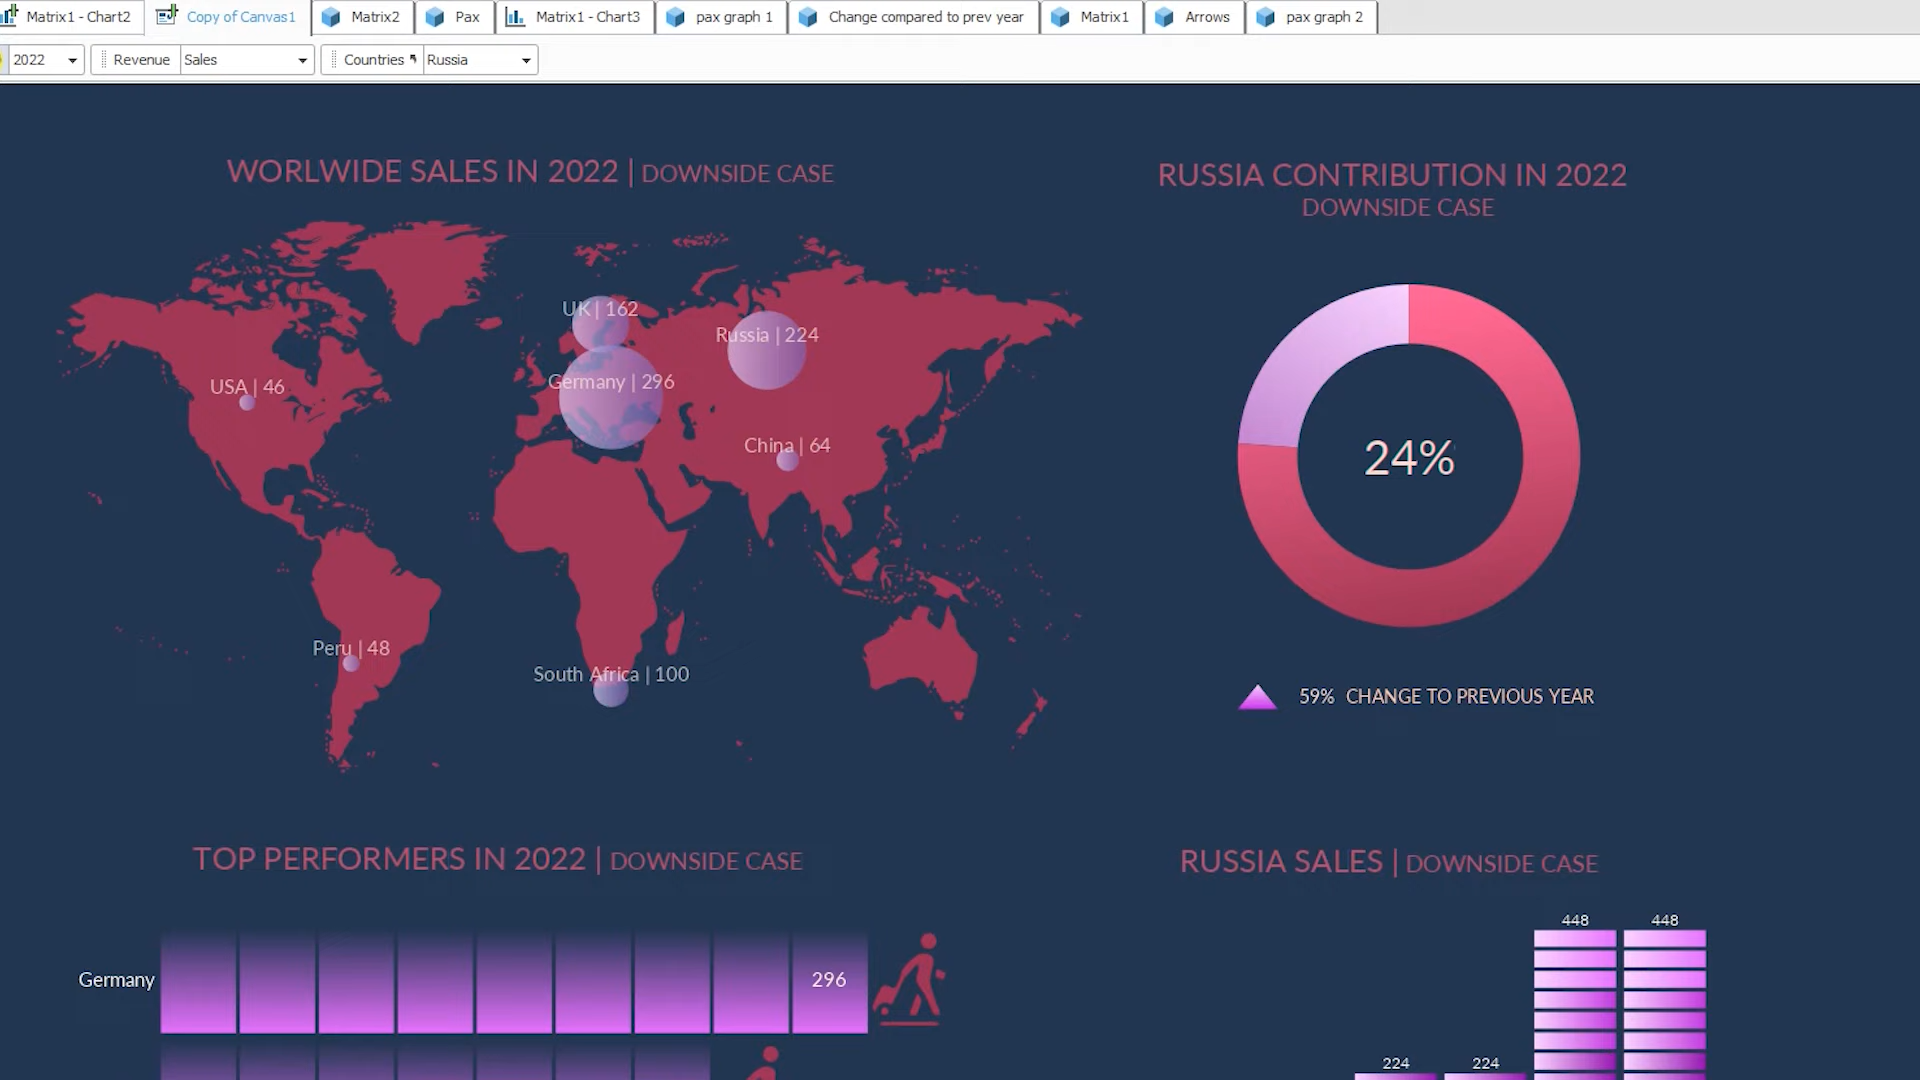 Matrix1 - Chart2
Copy of Canvas1
Matrix2
Pax
Matrix1 - Chart3
pax graph 1
Change compared to prev year
Matrix1
Arrows
pax graph 2
2022
Revenue
Sales
Countries
Russia
WORLWIDE SALES IN 2022 | DOWNSIDE CASE
RUSSIA CONTRIBUTION IN 2022
DOWNSIDE CASE
UK | 162
Russia | 224
USA | 46
Germany | 296
China | 64
24%
Peru | 48
South Africa | 100
59% CHANGE TO PREVIOUS YEAR
TOP PERFORMERS IN 2022 | DOWNSIDE CASE
RUSSIA SALES | DOWNSIDE CASE
448
448
Germany
296
224
224